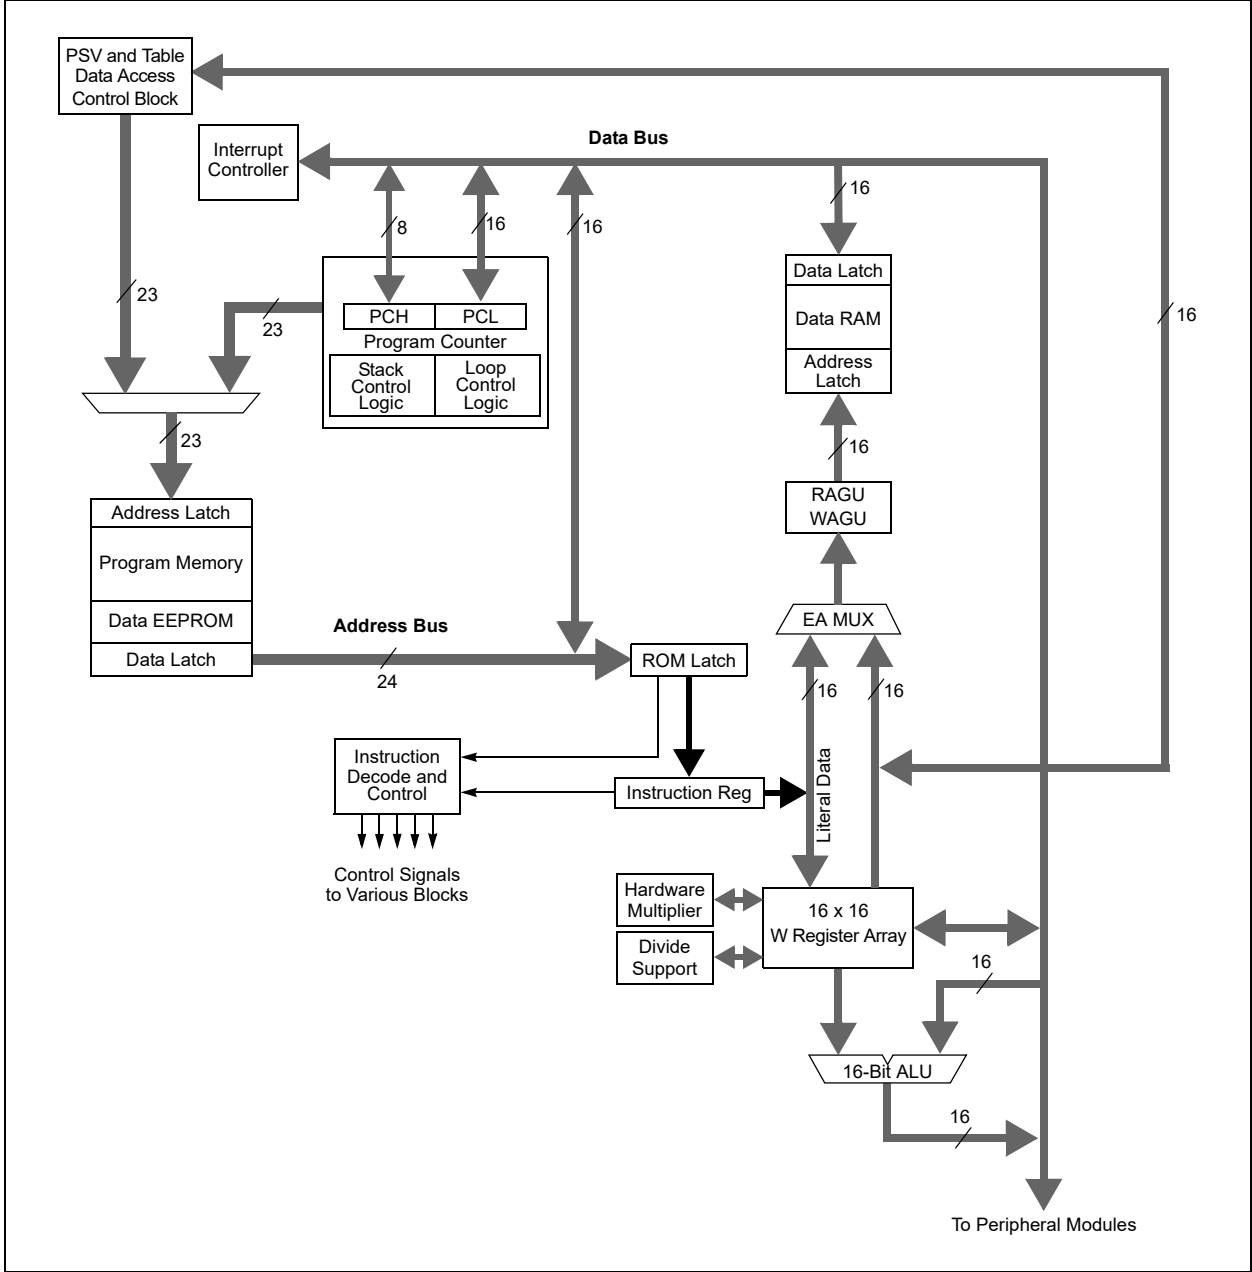 PSV and Table
Data Access
Control Block
Interrupt
Controller
Data Bus
16
8
16
16
23
23
16
Data Latch
Data RAM
Address
Latch
PCH
PCL
Program Counter
Stack
Control
Logic
Loop
Control
Logic
23
16
Address Latch
Program Memory
Data EEPROM
Data Latch
RAGU
WAGU
EA MUX
Address Bus
24
ROM Latch
16
16
Instruction
Decode and
Control
Instruction Reg
Literal Data
Control Signals
to Various Blocks
Hardware
Multiplier
Divide
Support
16 x 16
W Register Array
16
16-Bit ALU
16
To Peripheral Modules